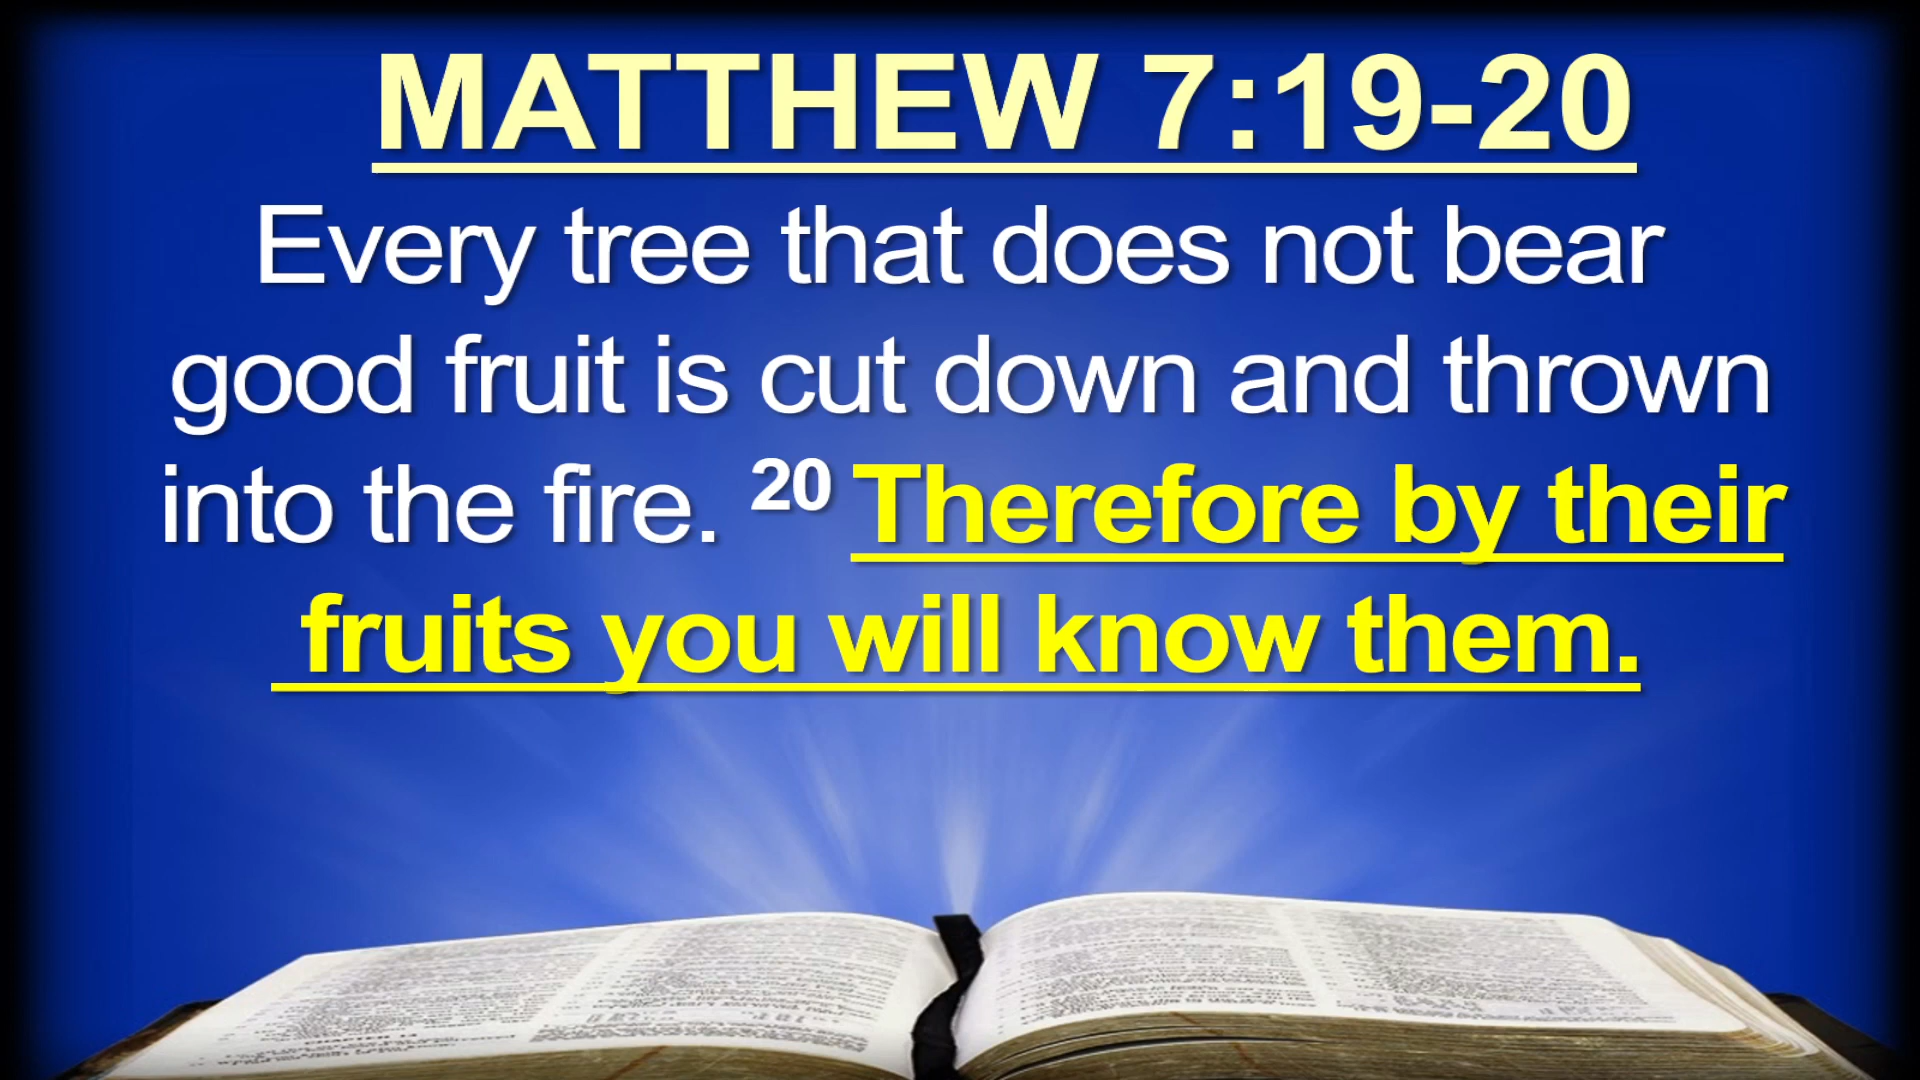 MATTHEW 7:19-20
Every tree that does not bear
good fruit is cut down and thrown
into the fire. 20 Therefore by their
fruits you will know them.